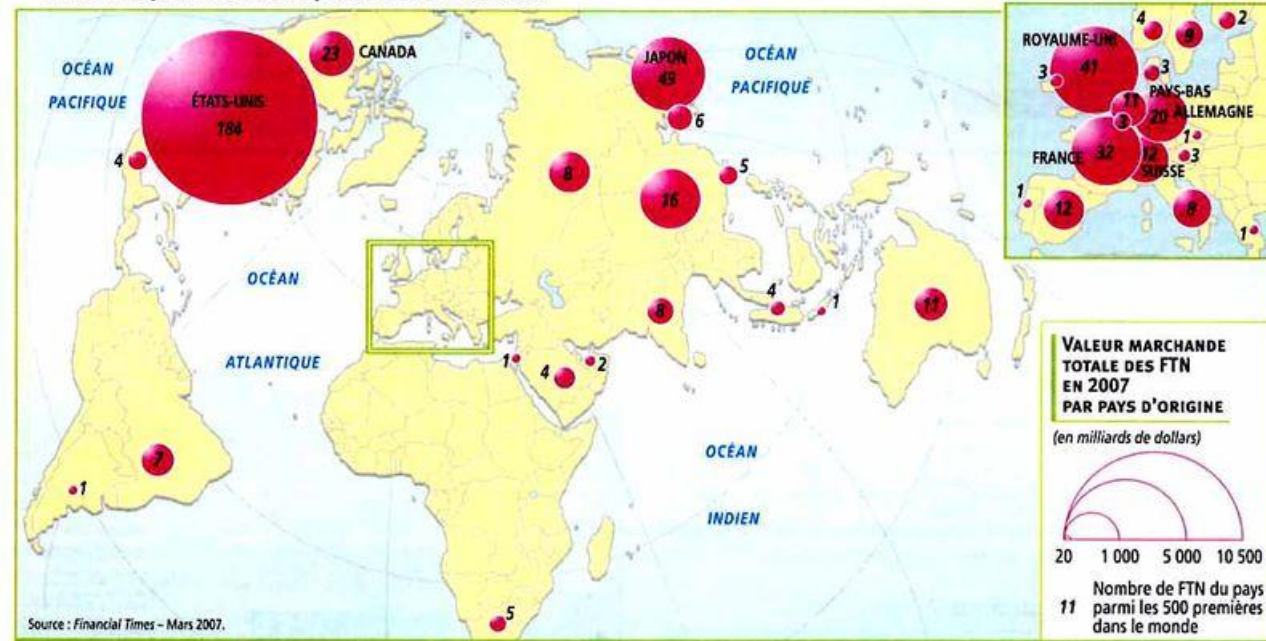 23 CANADA
OCÉAN
PACIFIQUE
ÉTATS-UNIS
184
4
JAPON
49
OCÉAN
PACIFIQUE
6
8
16
5
OCÉAN
ATLANTIQUE
8
4
1
11
1
4
2
7
1
OCÉAN
INDIEN
5
Source : Financial Times – Mars 2007.
4
9
2
ROYAUME-UNI
41
3
3
PAYS-BAS
11
ALLEMAGNE
20
3
1
FRANCE
32
12
SUISSE
3
1
12
8
1
VALEUR MARCHANDE
TOTALE DES FTN
EN 2007
PAR PAYS D'ORIGINE
(en milliards de dollars)
20 1 000 5 000 10 500
11 Nombre de FTN du pays
parmi les 500 premières
dans le monde